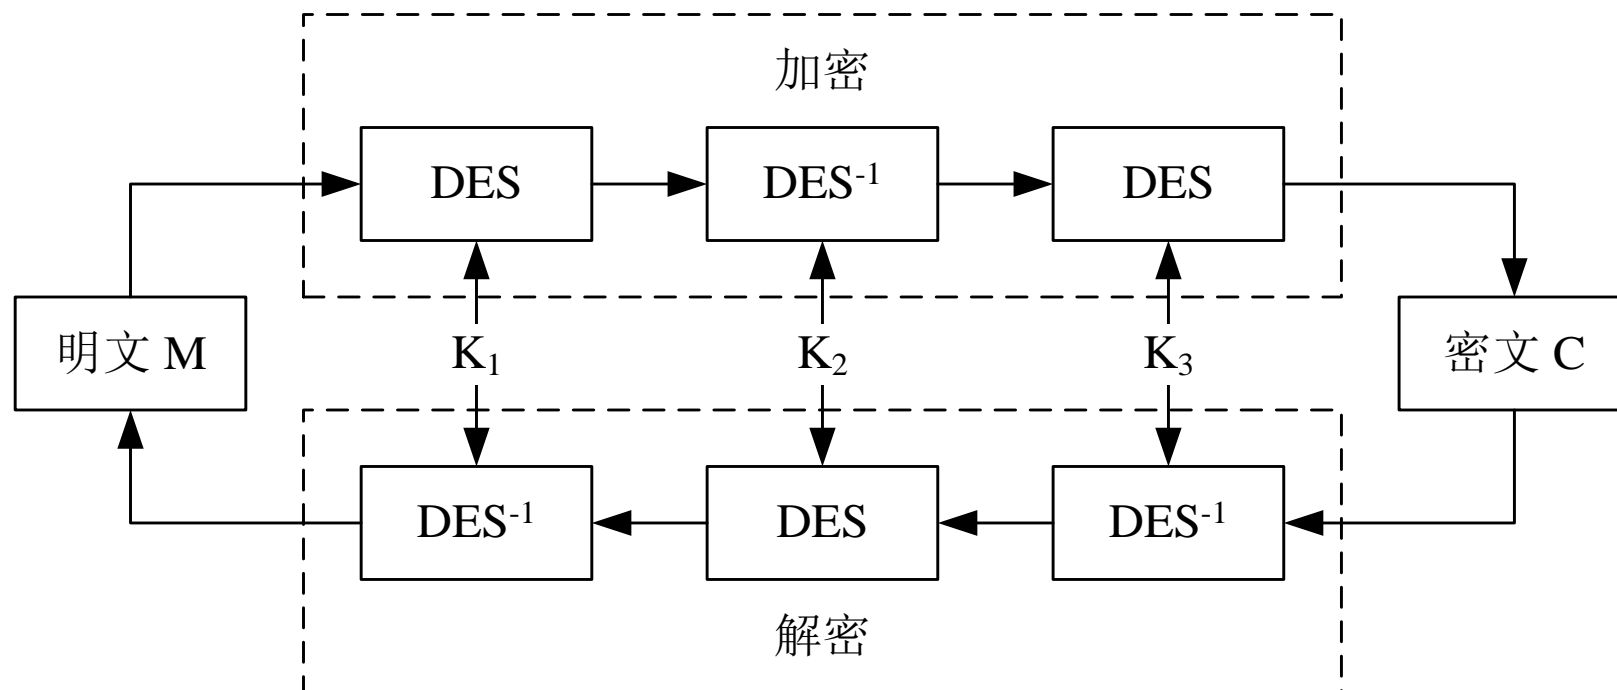 加密
DES DES⁻¹ DES
明文 M K₁ K₂ K₃ 密文 C
DES⁻¹ DES DES⁻¹
解密